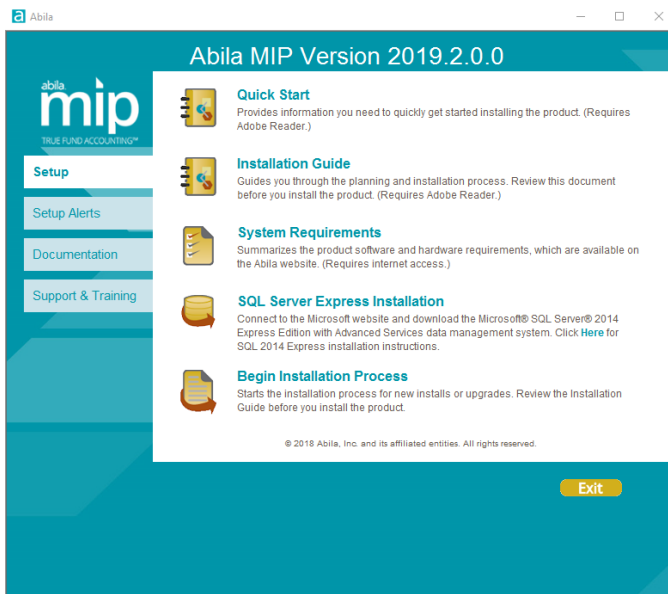 Abila
Abila MIP Version 2019.2.0.0
abila
mip
TRUE FUND ACCOUNTING™
Setup
Setup Alerts
Documentation
Support & Training
Quick Start
Provides information you need to quickly get started installing the product. (Requires
Adobe Reader.)
Installation Guide
Guides you through the planning and installation process. Review this document
before you install the product. (Requires Adobe Reader.)
System Requirements
Summarizes the product software and hardware requirements, which are available on
the Abila website. (Requires internet access.)
SQL Server Express Installation
Connect to the Microsoft website and download the Microsoft® SQL Server® 2014
Express Edition with Advanced Services data management system. Click Here for
SQL 2014 Express installation instructions.
Begin Installation Process
Starts the installation process for new installs or upgrades. Review the Installation
Guide before you install the product.
© 2018 Abila, Inc. and its affiliated entities. All rights reserved.
Exit